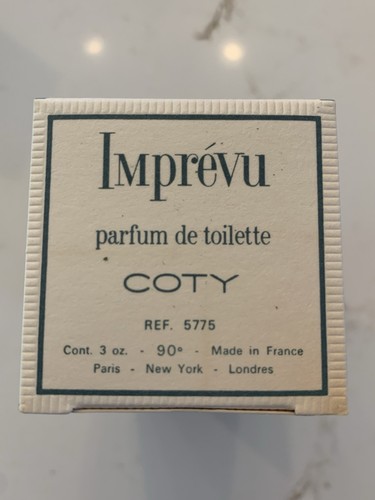 Imprévu
parfum de toilette
COTY
REF. 5775
Cont. 3 oz. - 90° - Made in France
Paris - New York - Londres